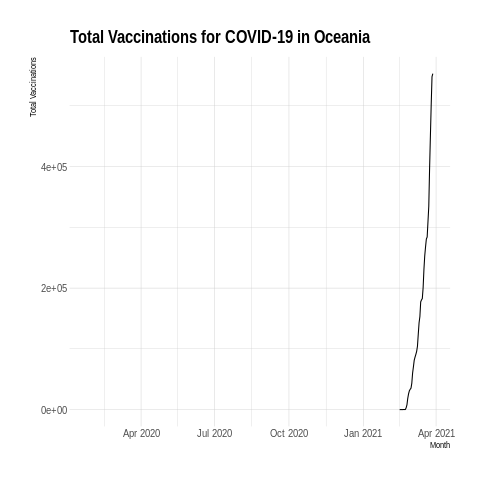 Total Vaccinations for COVID-19 in Oceania
Total Vaccinations
4e+05
2e+05
0e+00
Apr 2020 Jul 2020 Oct 2020 Jan 2021 Apr 2021
Month